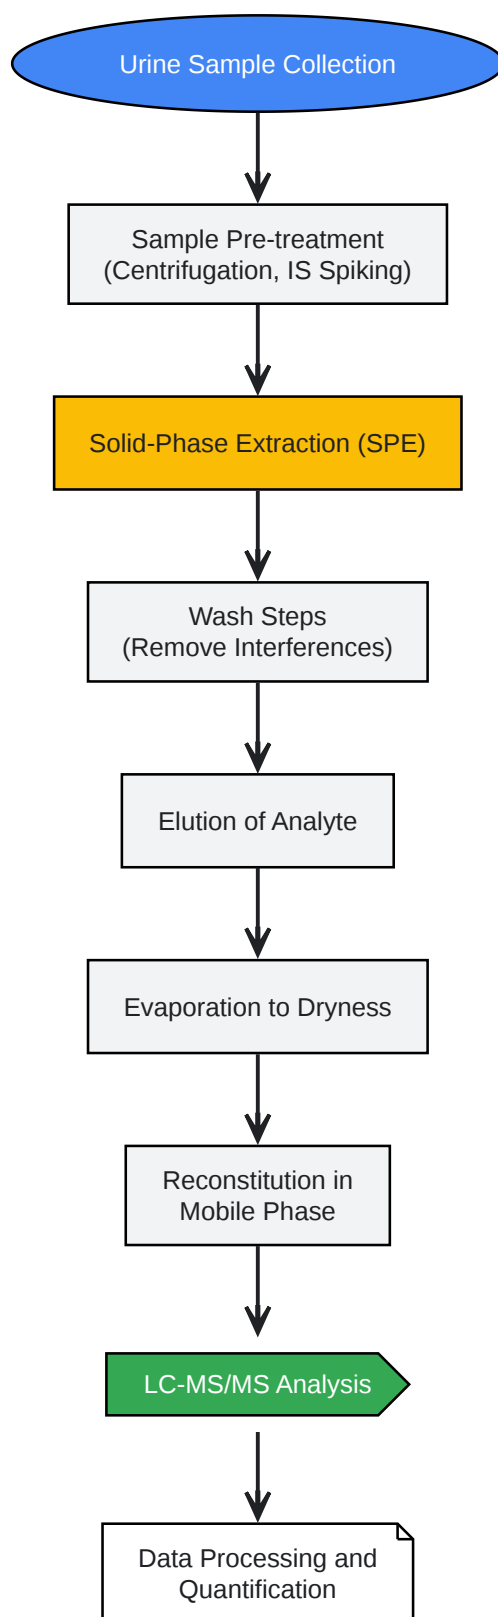 Urine Sample Collection
Sample Pre-treatment
(Centrifugation, IS Spiking)
Solid-Phase Extraction (SPE)
Wash Steps
(Remove Interferences)
Elution of Analyte
Evaporation to Dryness
Reconstitution in
Mobile Phase
LC-MS/MS Analysis
Data Processing and
Quantification